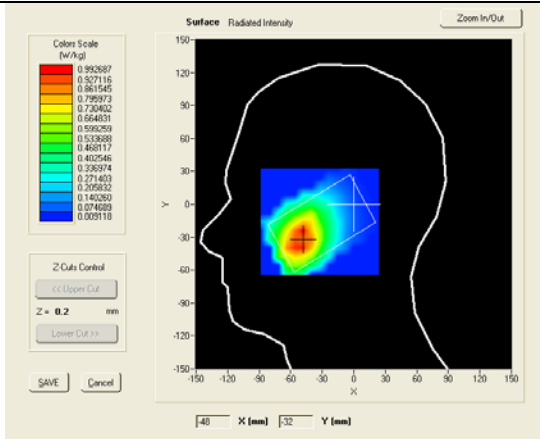 Surface Radiated Intensity
Zoom In/Out
Colors Scale
(W/kg)
0.992687
0.927116
0.861545
0.795973
0.730402
0.664831
0.599259
0.533688
0.468117
0.402546
0.336974
0.271403
0.205832
0.140260
0.074689
0.009118
150
120
90
60
30
0
-30
-60
-90
-120
-150
Y
-150 -120 -90 -60 -30 0 30 60 90 120 150
X
Z-Cuts Control
<< Upper Cut
Z = 0.2 mm
Lower Cut >>
SAVE Cancel
-48 X (mm) -32 Y (mm)